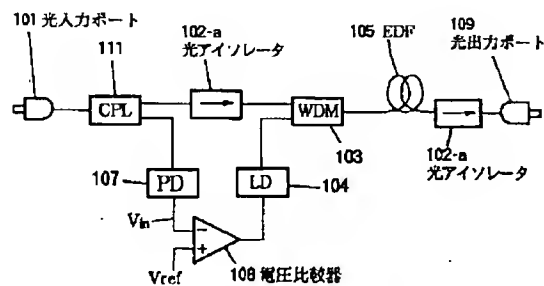 101 光入力ポート
111
CPL
102-a
光アイソレータ
WDM
103
105 EDF
109
光出力ポート
102-a
光アイソレータ
107
PD
LD
104
Vin
Vref
108 電圧比較器